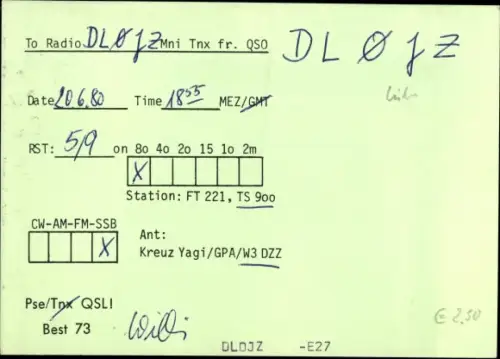 To Radio DLØJZ Mni Tnx fr. QSO
DLØJZ
Date 20.6.80 Time 18⁵⁵ MEZ/GMT
RST: 5/9 on 80 40 20 15 10 2m
X
Station: FT 221, TS 900
CW-AM-FM-SSB
X
Ant:
Kreuz Yagi/GPA/W3 DZZ
Pse/Tnx QSL!
Best 73 Willi
€ 2,50
DL0JZ -E27